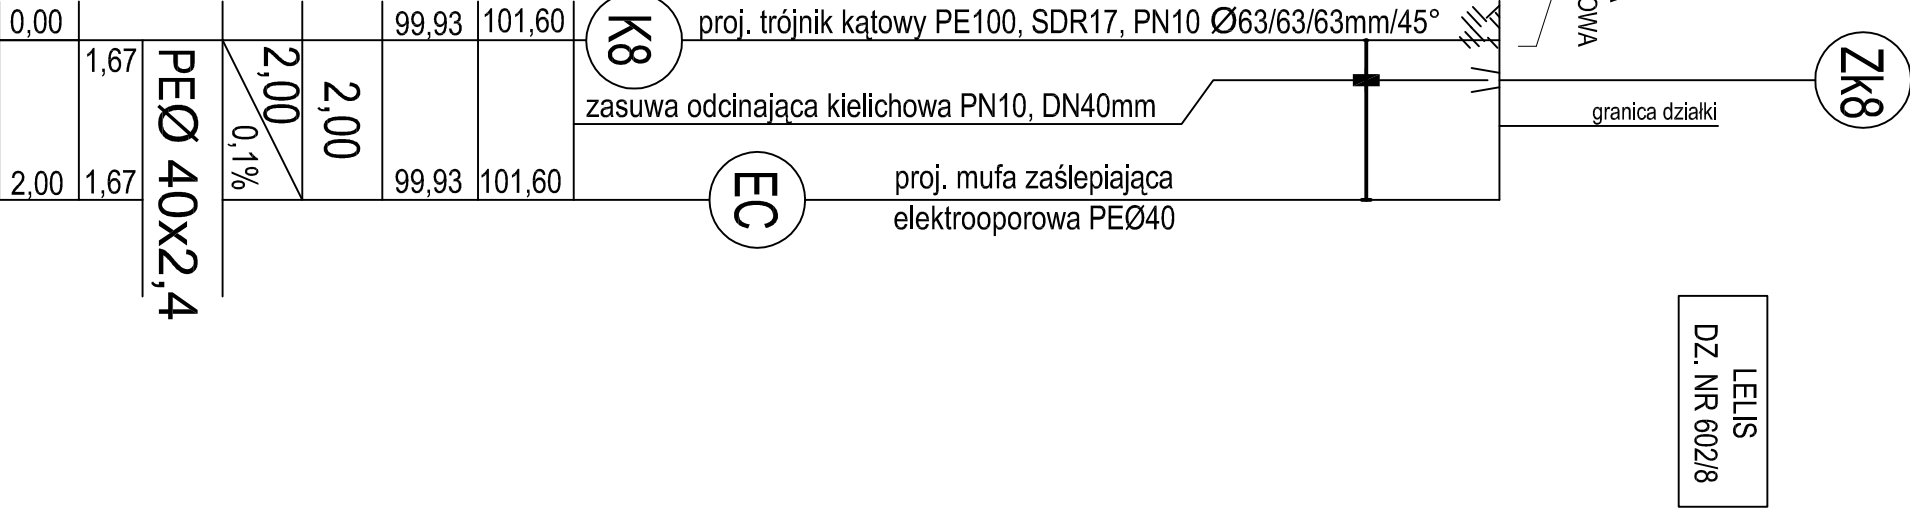 0,00
99,93
101,60
K8
proj. trójnik kątowy PE100, SDR17, PN10 Ø63/63/63mm/45°
1,67
PEØ 40x2,4
2,00
0,1%
2,00
zasuwa odcinająca kielichowa PN10, DN40mm
Zk8
granica działki
2,00
1,67
99,93
101,60
EC
proj. mufa zaślepiająca
elektrooporowa PEØ40
LELIS
DZ. NR 602/8